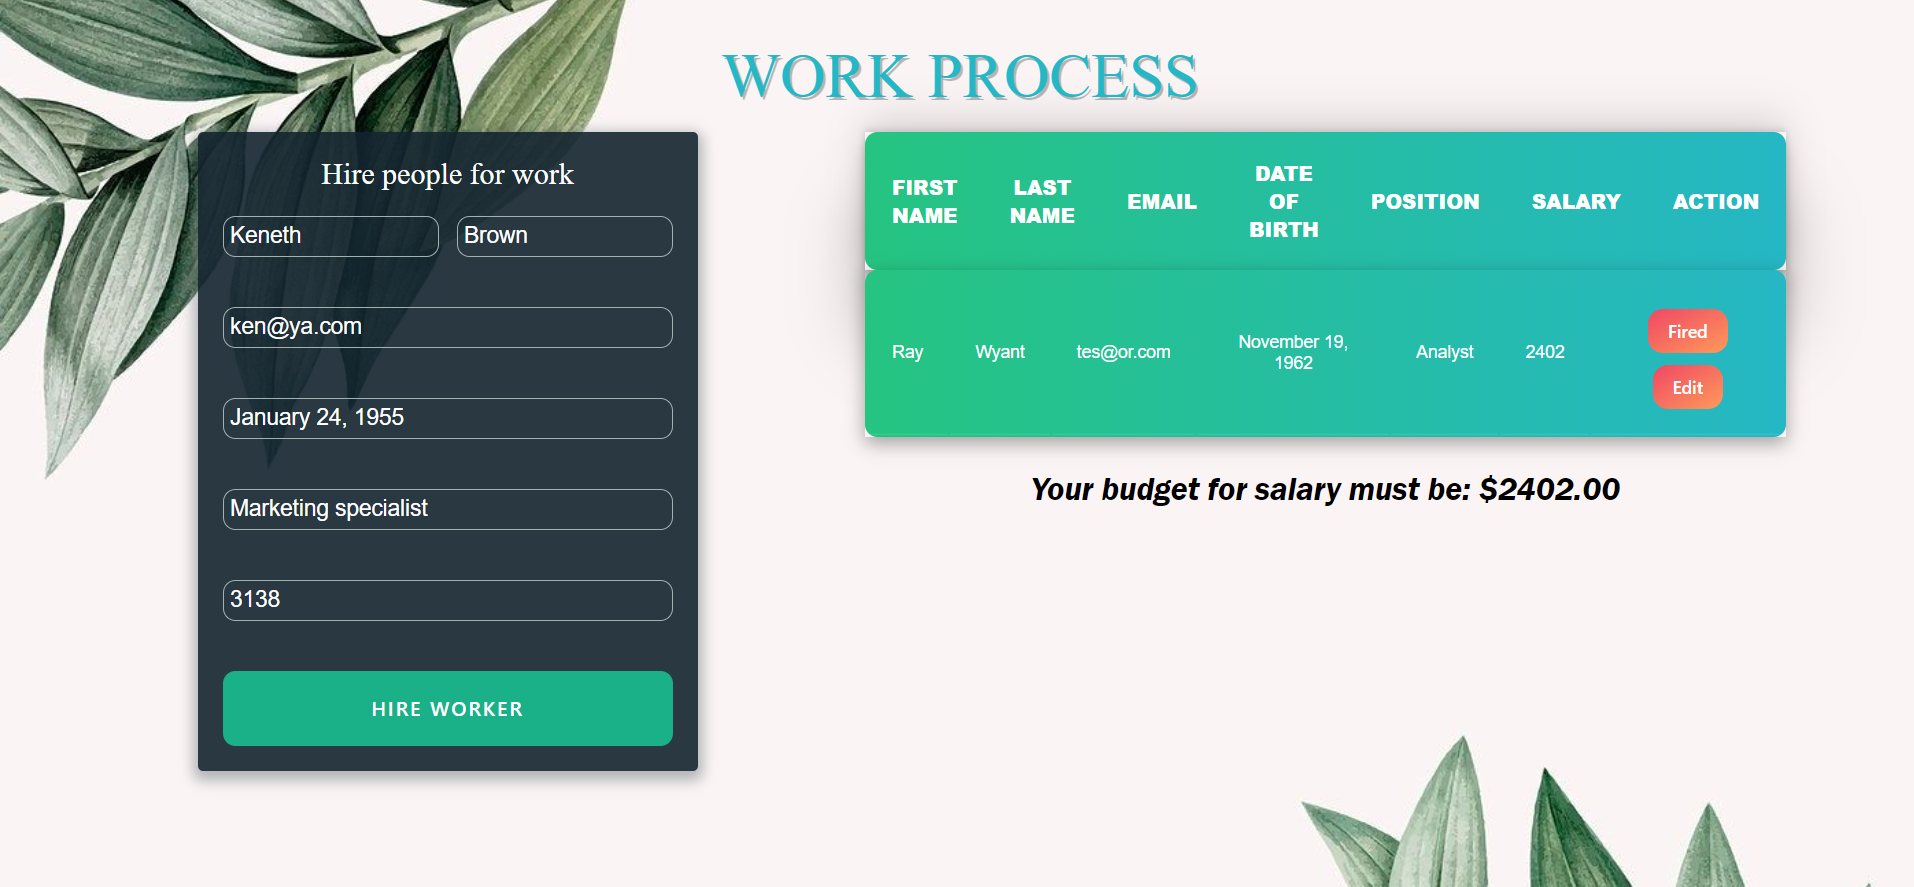 WORK PROCESS
Hire people for work
Keneth Brown
ken@ya.com
January 24, 1955
Marketing specialist
3138
HIRE WORKER
FIRST NAME LAST NAME EMAIL DATE OF BIRTH POSITION SALARY ACTION
Ray Wyant tes@or.com November 19, 1962 Analyst 2402 Fired
Edit
Your budget for salary must be: $2402.00